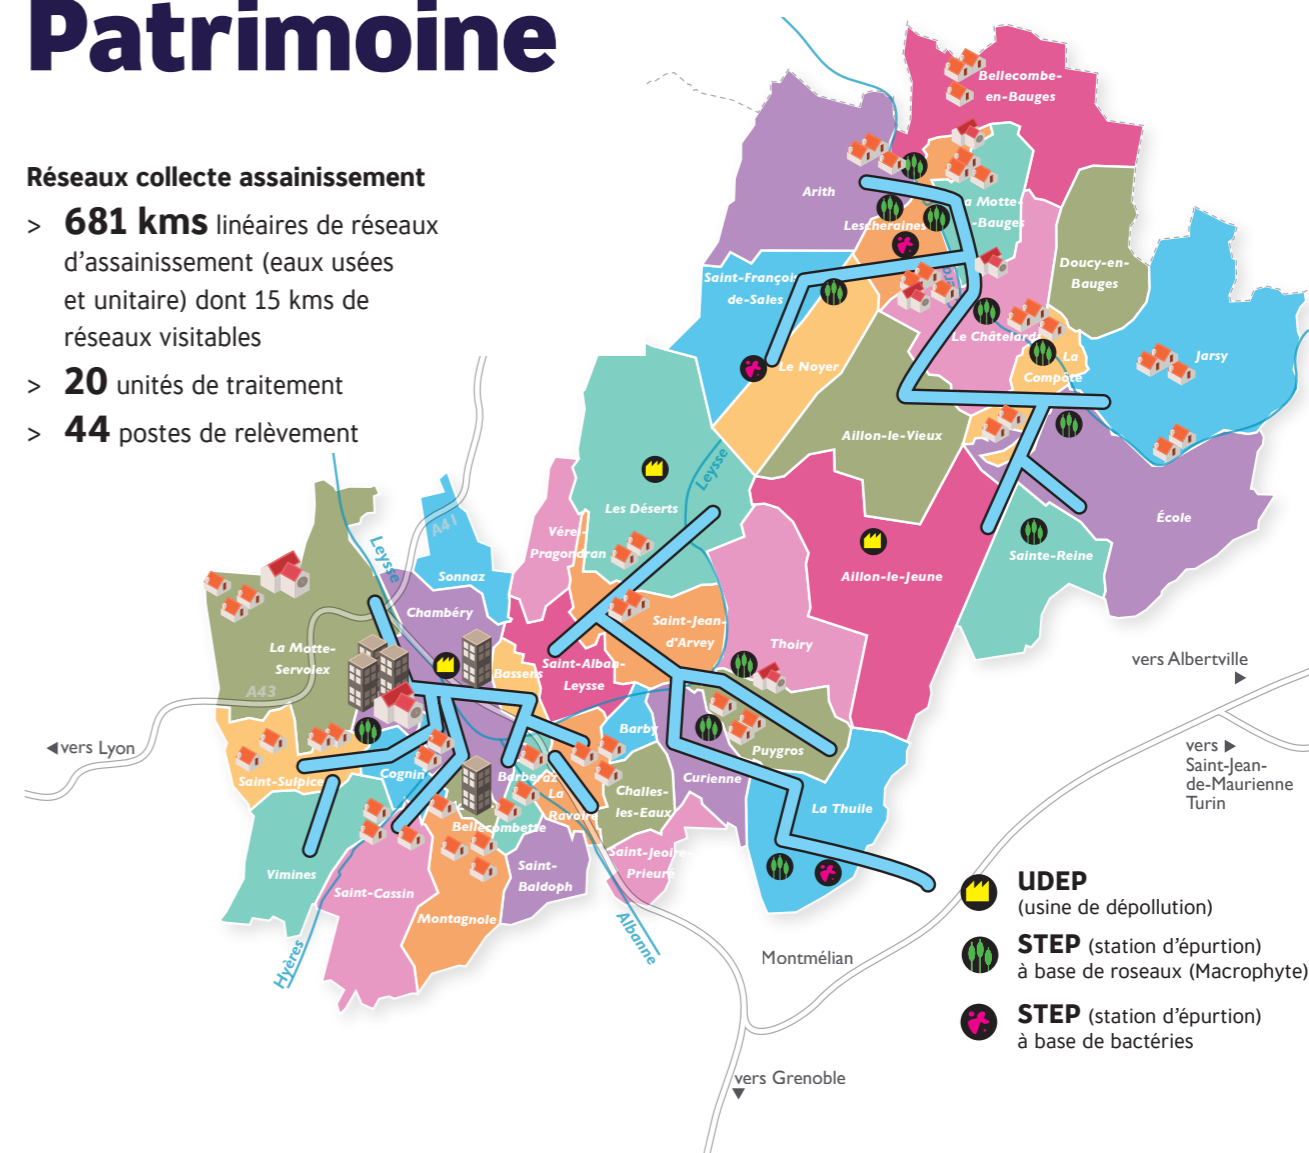 Patrimoine
Réseaux collecte assainissement
> 681 kms linéaires de réseaux
d'assainissement (eaux usées
et unitaire) dont 15 kms de
réseaux visitables
> 20 unités de traitement
> 44 postes de relèvement
Bellecombe-
en-Bauges
Arith
La Motte-
-Bauges
Lescheraines
Doucy-en-
Bauges
Saint-François
de-Sales
Le Châtelard
La
Compôte
Jarsy
Le Noyer
Aillon-le-Vieux
Leysse
Les Déserts
École
Sainte-Reine
Aillon-le-Jeune
Vérel-
Pragondran
A41
Leysse
Sonnaz
Chambéry
La Motte-
Servolex
A43
Saint-Jean-
d'Arvey
Thoiry
Bassens
Saint-Alban-
Leysse
Barby
Puygros
Curienne
La Thuile
Saint-Sulpice
Cognin
Barberaz
La
Ravoire
Challes-
les-Eaux
Bellecombette
Saint-Jeoire-
Prieuré
Vimines
Saint-Cassin
Saint-
Baldoph
Montagnole
Hyères
Albanne
vers Lyon
vers Albertville
vers
Saint-Jean-
de-Maurienne
Turin
Montmélian
vers Grenoble
UDEP
(usine de dépollution)
STEP (station d'épurtion)
à base de roseaux (Macrophyte)
STEP (station d'épurtion)
à base de bactéries